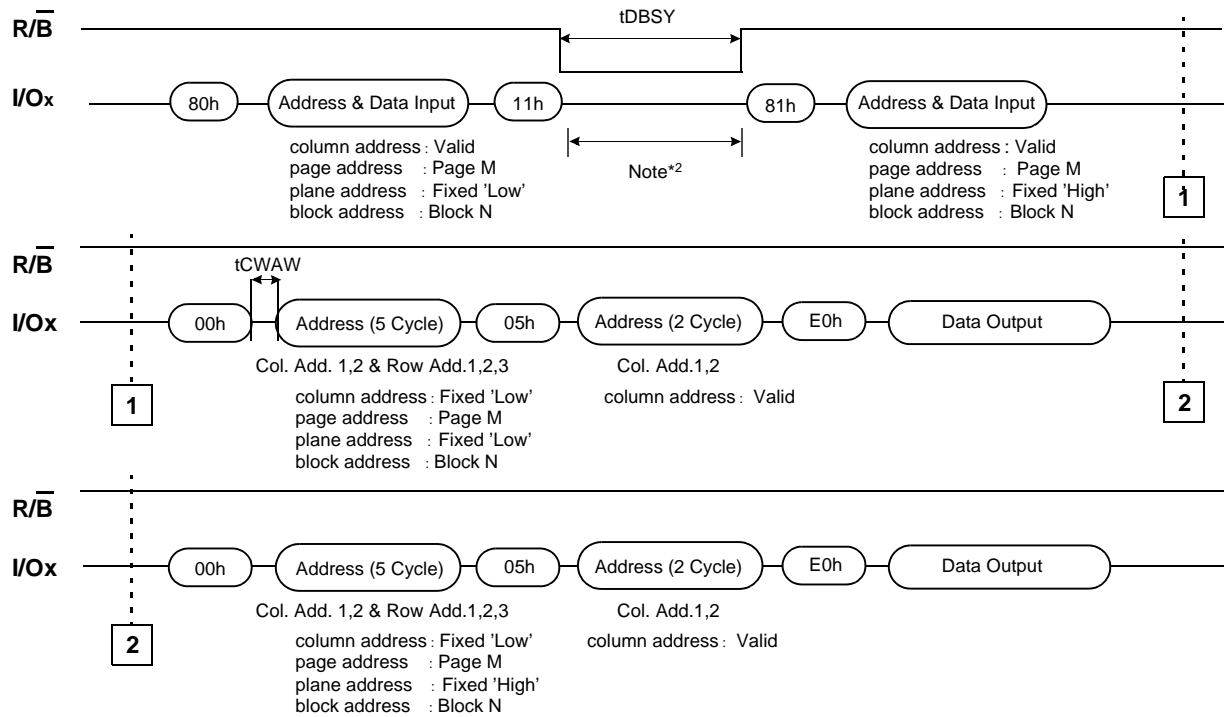 tDBSY
R/B
I/Ox 80h Address & Data Input 11h 81h Address & Data Input
column address : Valid
page address : Page M
plane address : Fixed 'Low'
block address : Block N
Note*2
column address : Valid
page address : Page M
plane address : Fixed 'High'
block address : Block N
1
R/B
tCWAW
I/Ox 00h Address (5 Cycle) 05h Address (2 Cycle) E0h Data Output
Col. Add. 1,2 & Row Add.1,2,3
column address : Fixed 'Low'
page address : Page M
plane address : Fixed 'Low'
block address : Block N
Col. Add.1,2
column address : Valid
1
2
R/B
I/Ox 00h Address (5 Cycle) 05h Address (2 Cycle) E0h Data Output
Col. Add. 1,2 & Row Add.1,2,3
column address : Fixed 'Low'
page address : Page M
plane address : Fixed 'High'
block address : Block N
Col. Add.1,2
column address : Valid
2